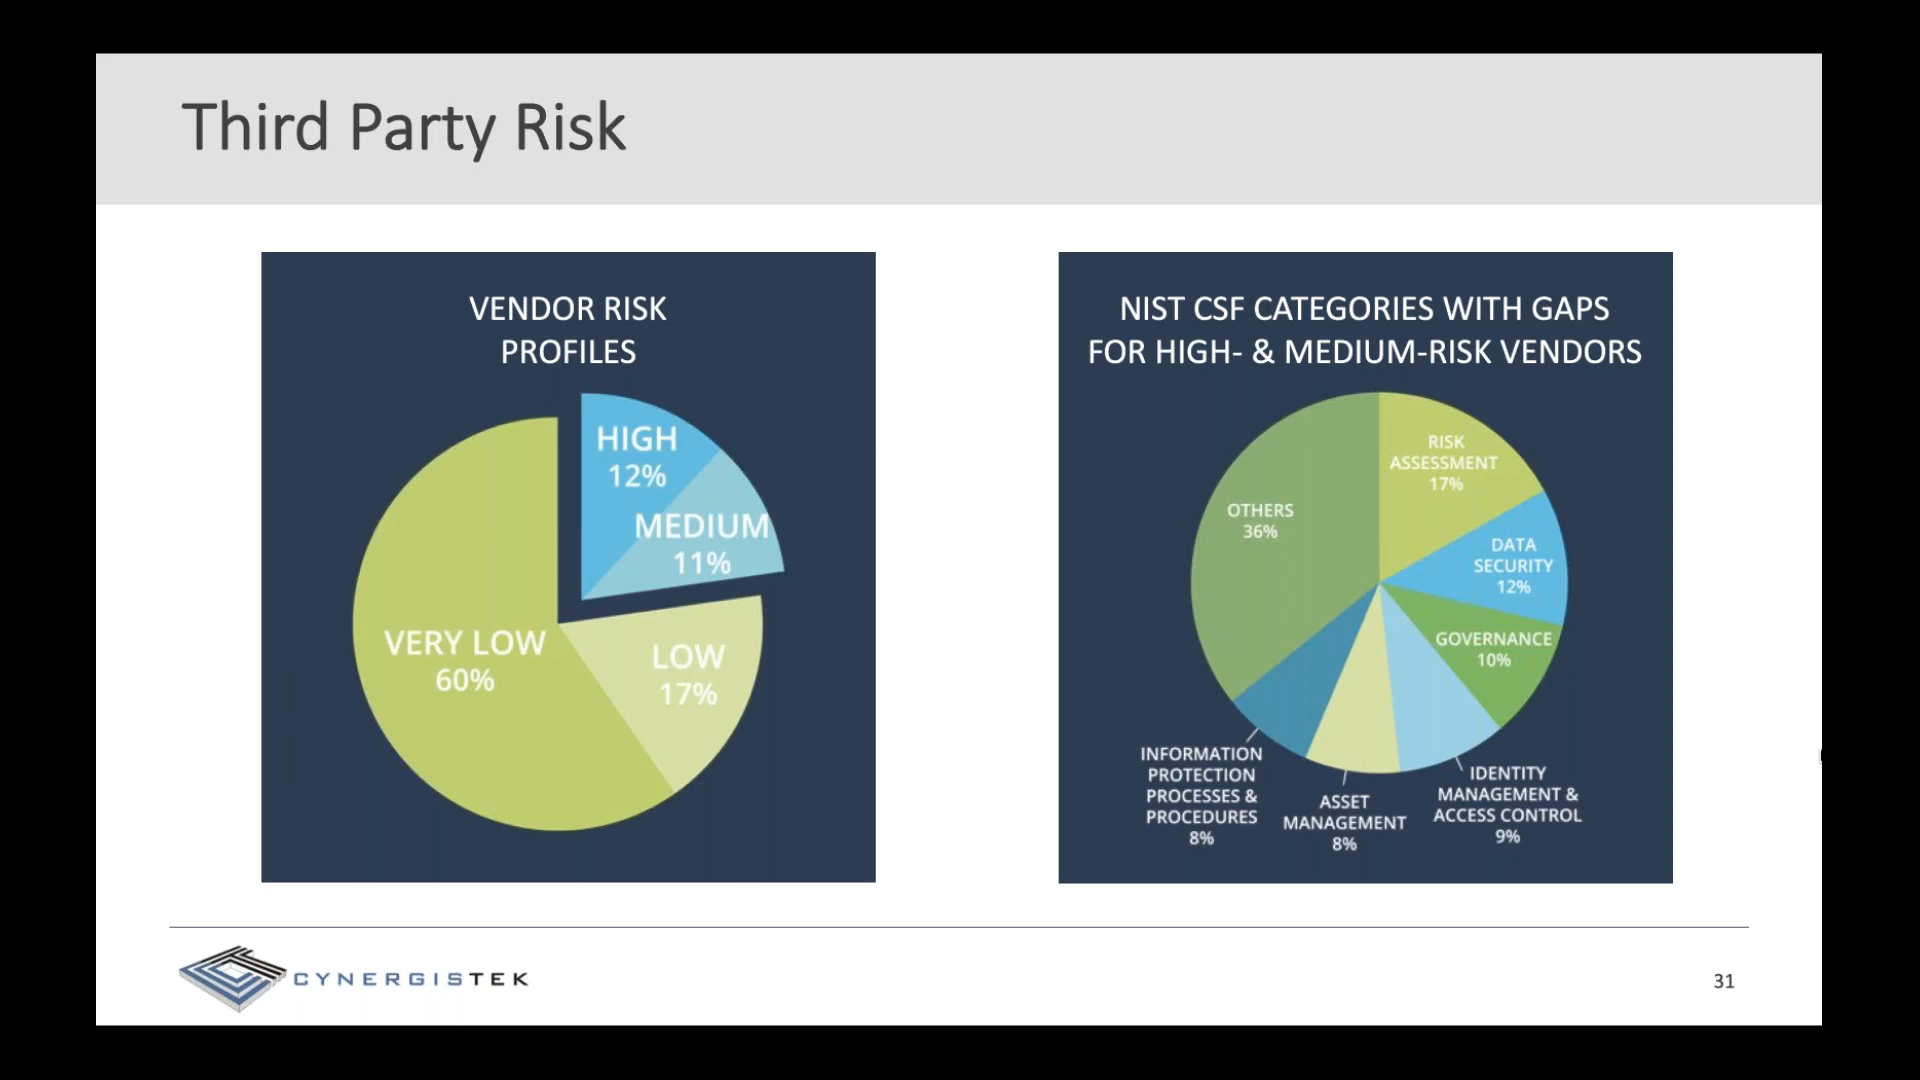 Third Party Risk
VENDOR RISK
PROFILES
HIGH
12%
MEDIUM
11%
VERY LOW
60%
LOW
17%
NIST CSF CATEGORIES WITH GAPS
FOR HIGH- & MEDIUM-RISK VENDORS
RISK
ASSESSMENT
17%
OTHERS
36%
DATA
SECURITY
12%
GOVERNANCE
10%
INFORMATION
PROTECTION
PROCESSES &
PROCEDURES
8%
ASSET
MANAGEMENT
8%
IDENTITY
MANAGEMENT &
ACCESS CONTROL
9%
CYNERGISTEK
31